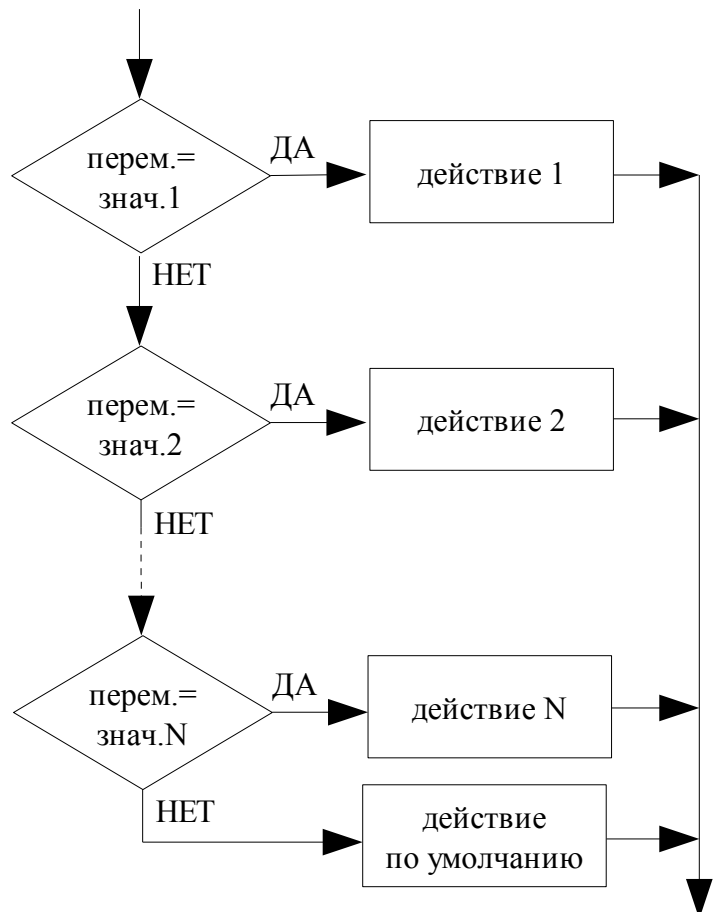 перем.=
знач.1
ДА
действие 1
НЕТ
перем.=
знач.2
ДА
действие 2
НЕТ
перем.=
знач.N
ДА
действие N
НЕТ
действие
по умолчанию